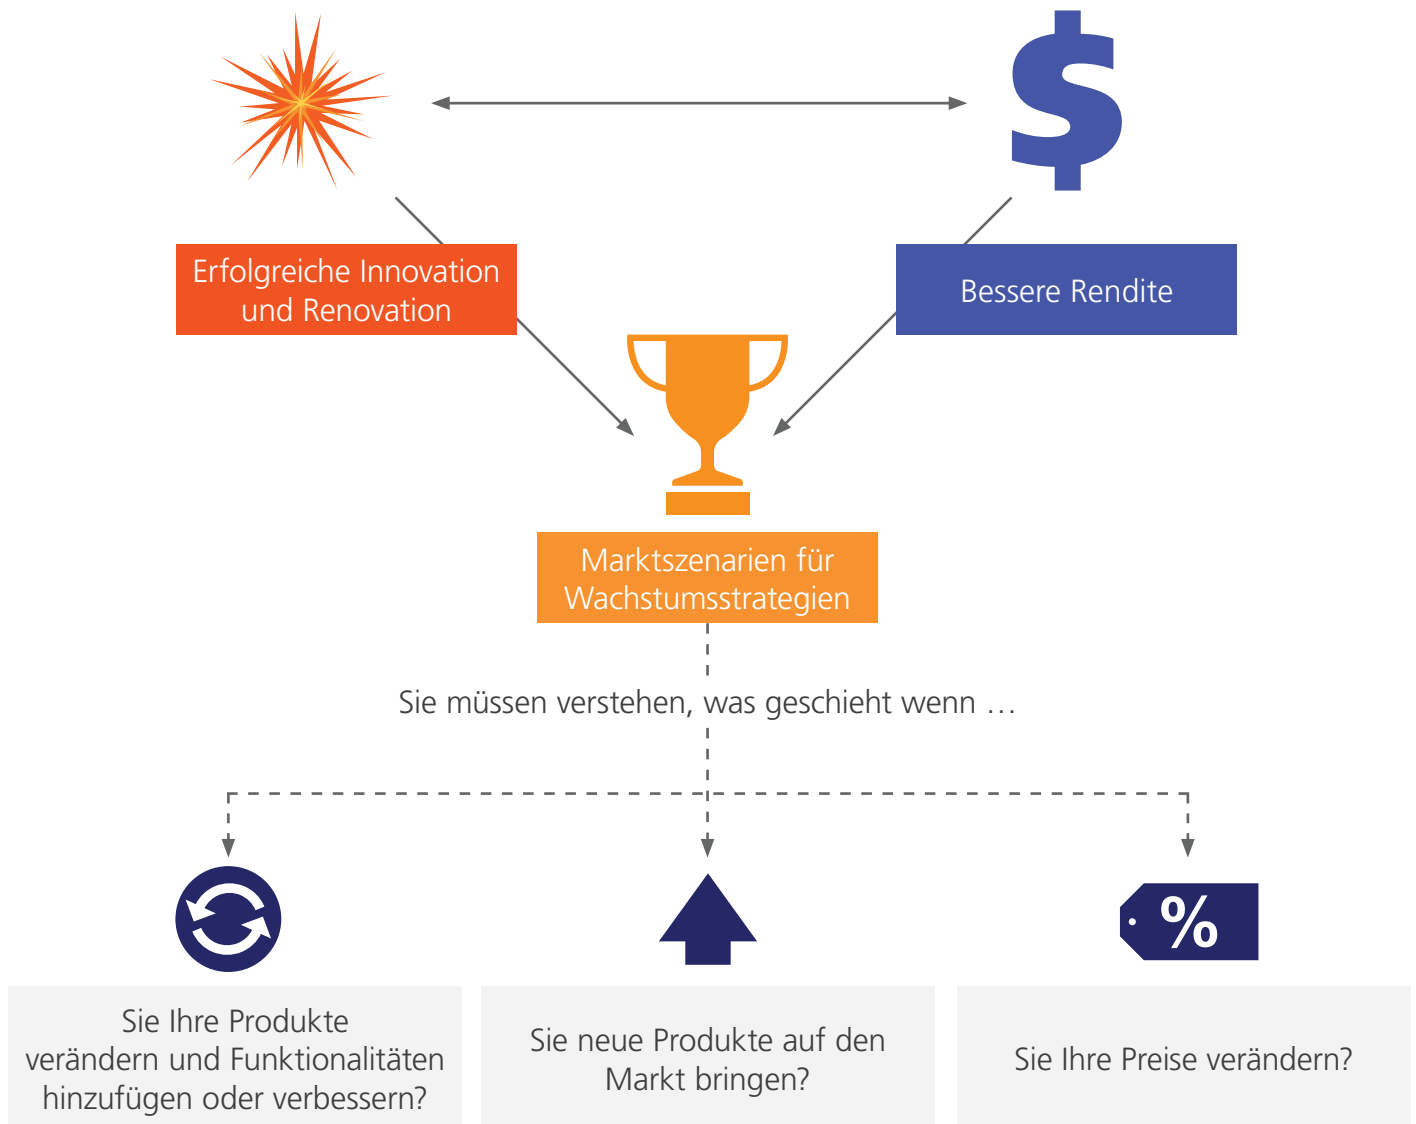 $
Erfolgreiche Innovation
und Renovation
Bessere Rendite
Marktszenarien für
Wachstumsstrategien
Sie müssen verstehen, was geschieht wenn …
%
Sie Ihre Produkte
verändern und Funktionalitäten
hinzufügen oder verbessern?
Sie neue Produkte auf den
Markt bringen?
Sie Ihre Preise verändern?